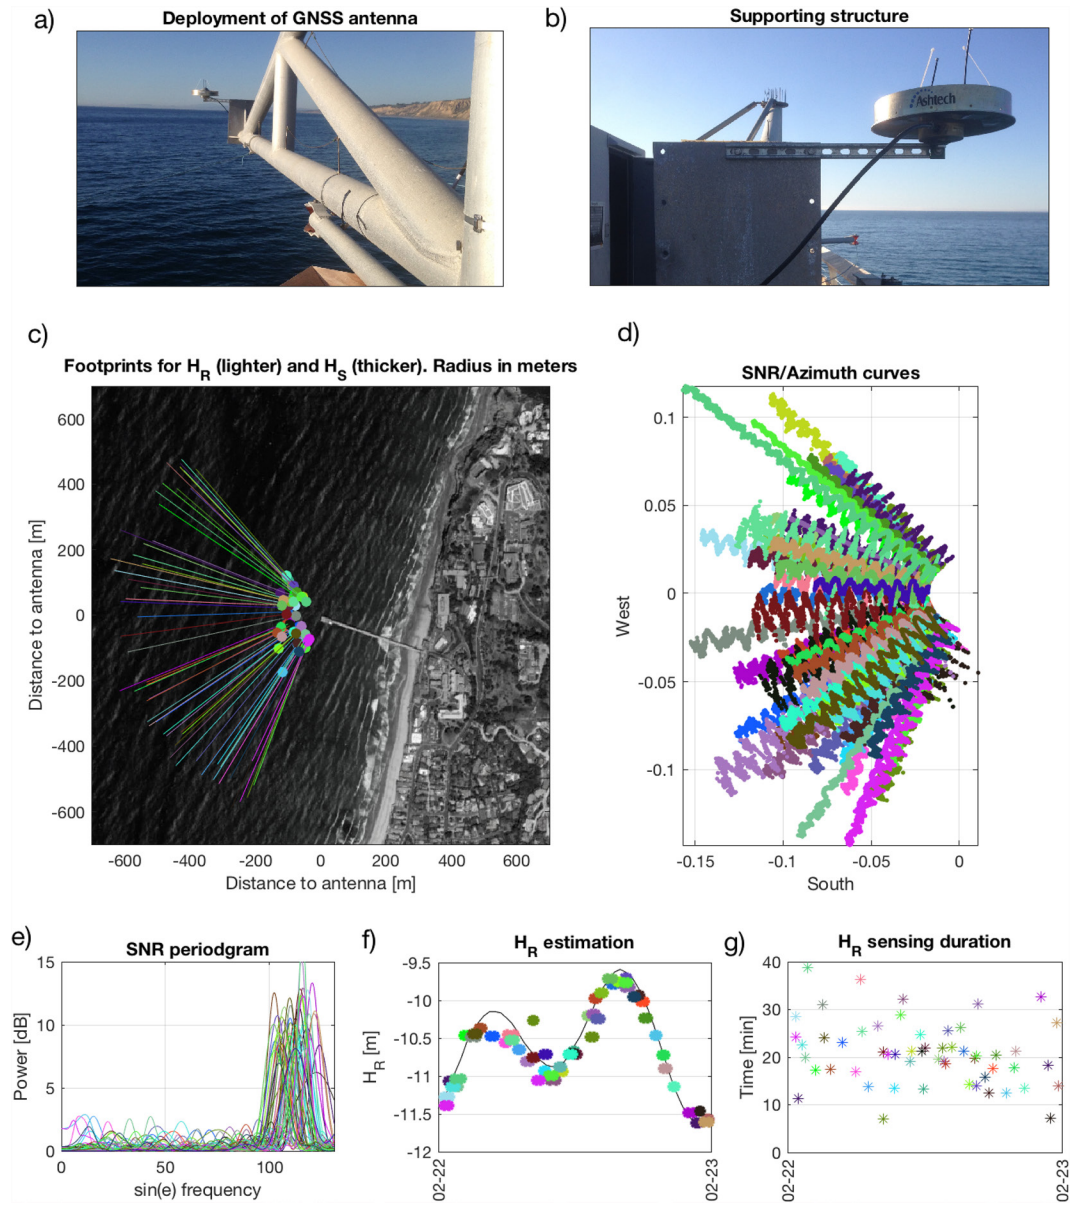 a)
Deployment of GNSS antenna
b)
Supporting structure
Ashtech
c)
Footprints for H_R (lighter) and H_S (thicker). Radius in meters
Distance to antenna [m]
600
400
200
0
-200
-400
-600
-600 -400 -200 0 200 400 600
Distance to antenna [m]
d)
SNR/Azimuth curves
West
0.1
0.05
0
-0.05
-0.1
-0.15 -0.1 -0.05 0
South
e)
SNR periodgram
Power [dB]
15
10
5
0
0 50 100
sin(e) frequency
f)
H_R estimation
H_R [m]
-9.5
-10
-10.5
-11
-11.5
-12
02-22 02-23
g)
H_R sensing duration
Time [min]
40
30
20
10
0
02-22 02-23